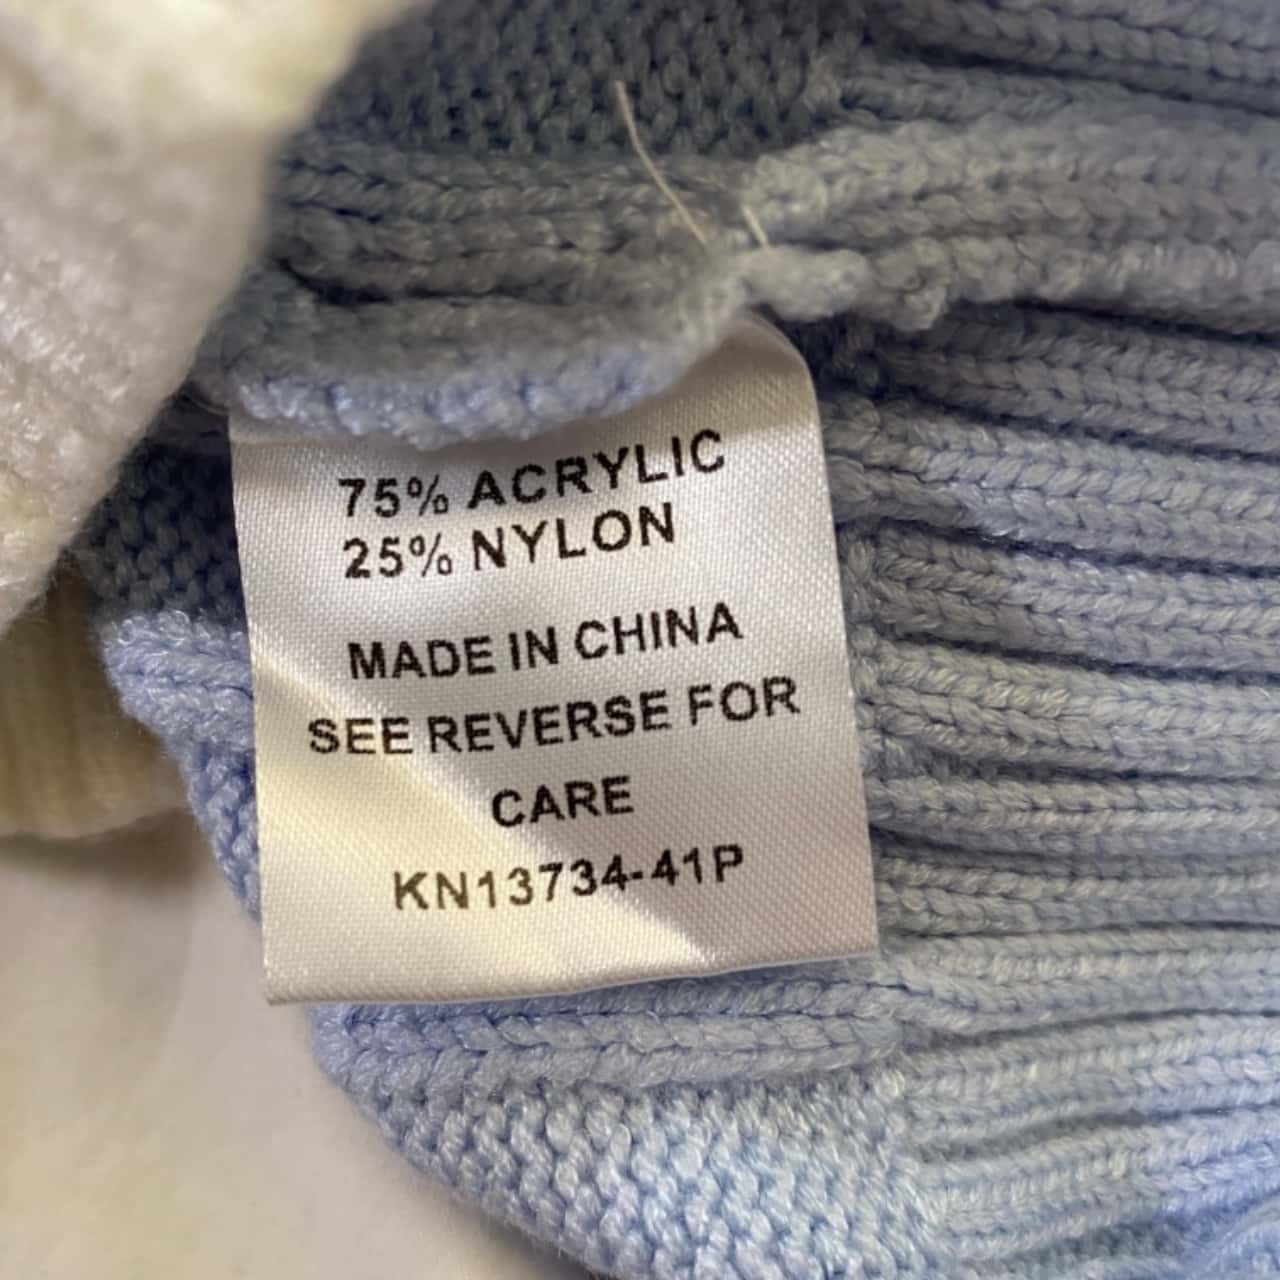 75% ACRYLIC
25% NYLON
MADE IN CHINA
SEE REVERSE FOR
CARE
KN13734-41P